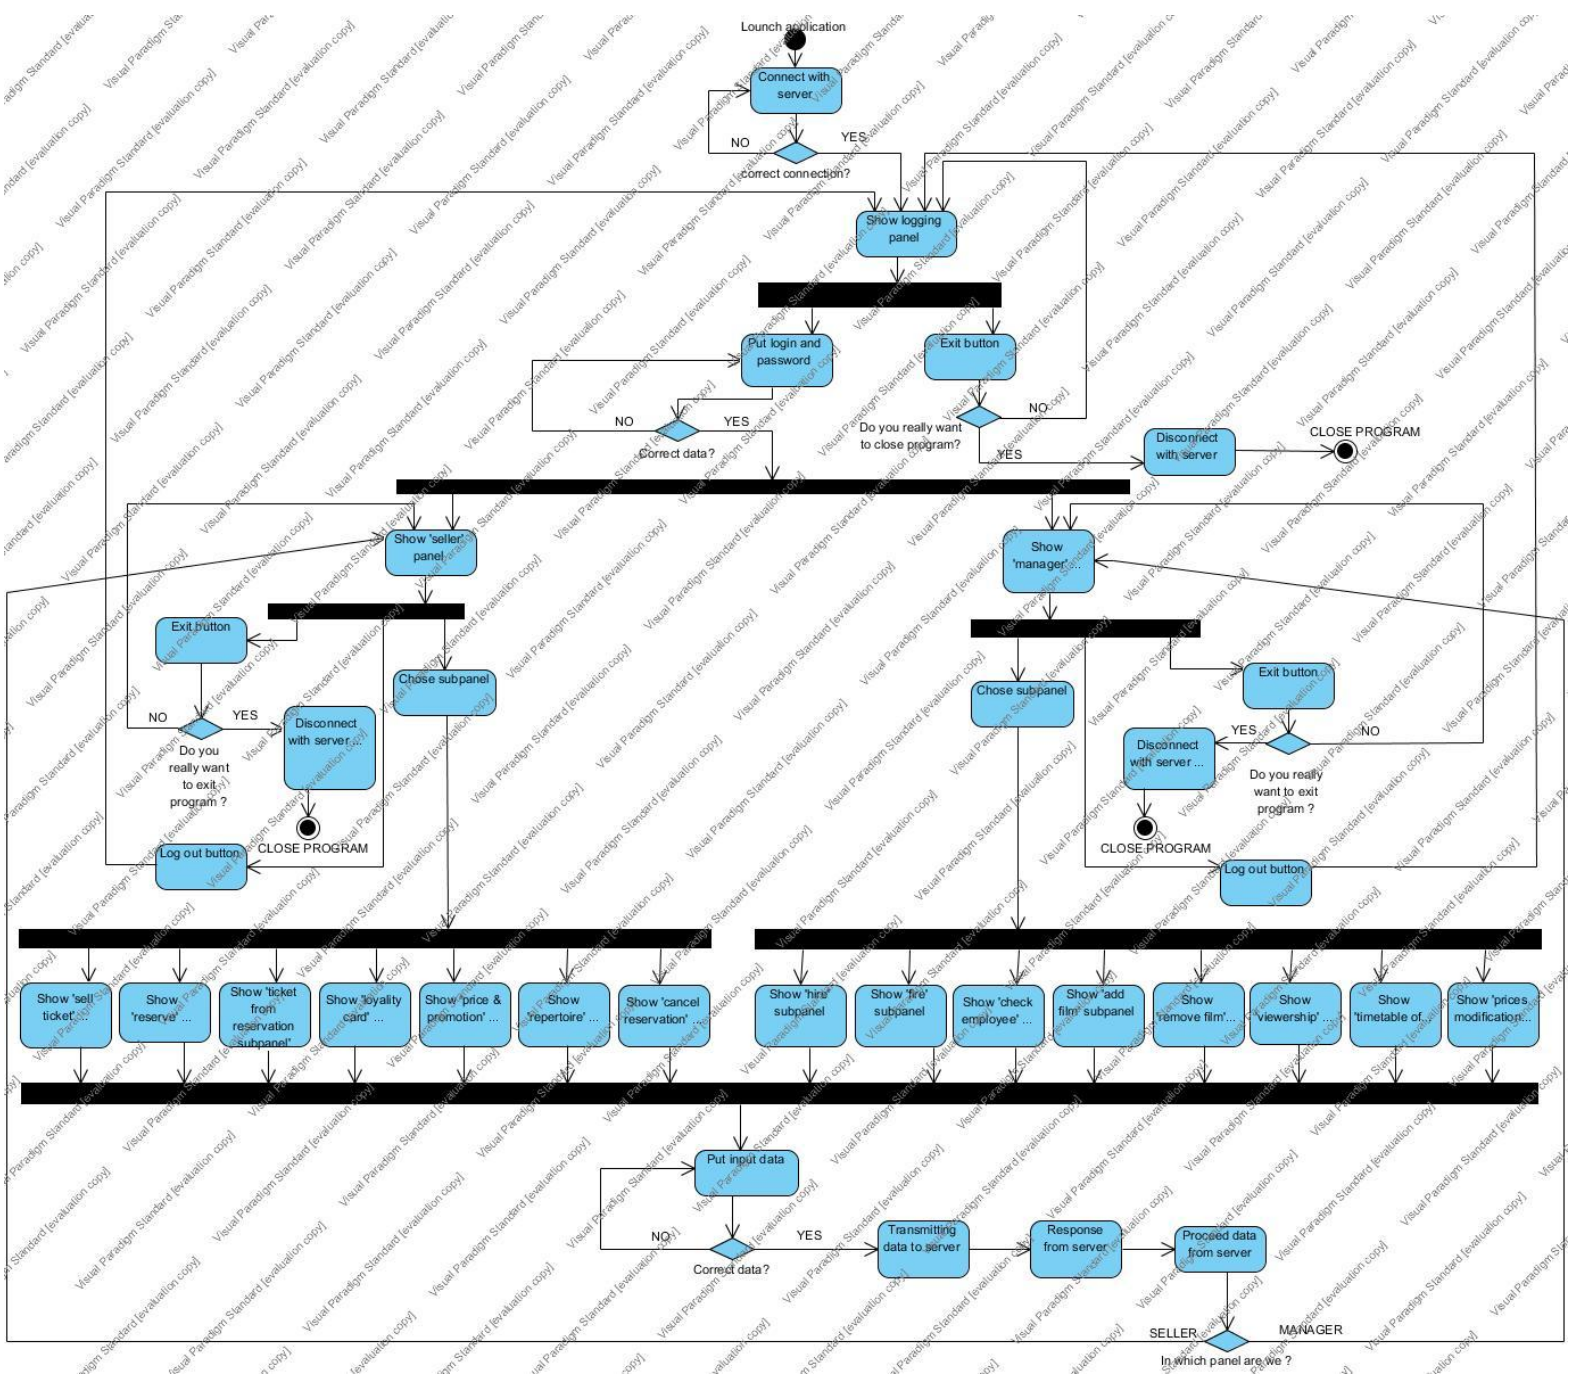 Lounch application
Connect with
server
NO
YES
correct connection?
Show logging
panel
Put login and
password
Exit button
NO
YES
Correct data?
Do you really want
to close program?
NO
YES
Disconnect
with server
CLOSE PROGRAM
Show 'seller'
panel
Show
'manager' ...
Exit button
Chose subpanel
NO
YES
Do you
really want
to exit
program ?
Disconnect
with server ...
CLOSE PROGRAM
Log out button
Chose subpanel
Exit button
YES
NO
Do you really
want to exit
program ?
Disconnect
with server ...
CLOSE PROGRAM
Log out button
Show 'sell
ticket' ...
Show
'reserve' ...
Show 'ticket
from
reservation
subpanel'
Show 'loyality
card' ...
Show 'price &
promotion' ...
Show
'repertoire' ...
Show 'cancel
reservation' ...
Show 'hire'
subpanel
Show 'fire'
subpanel
Show 'check
employee' ...
Show 'add
film' subpanel
Show
'remove film'...
Show
'viewership' ...
Show
'timetable of...
Show 'prices
modification...
Put input data
NO
YES
Correct data?
Transmitting
data to server
Response
from server
Proceed data
from server
SELLER
MANAGER
In which panel are we ?
Visual Paradigm Standard [evaluation copy]